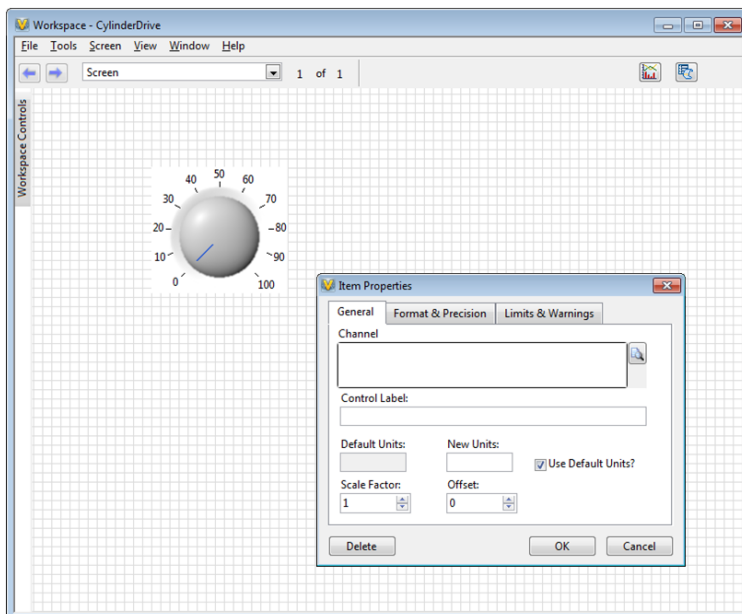 Workspace - CylinderDrive
File Tools Screen View Window Help
Screen 1 of 1
Workspace Controls
50
40 60
30 70
20 80
10 90
0 100
Item Properties
General Format & Precision Limits & Warnings
Channel
Control Label:
Default Units: New Units:
Use Default Units?
Scale Factor: Offset:
1 0
Delete OK Cancel